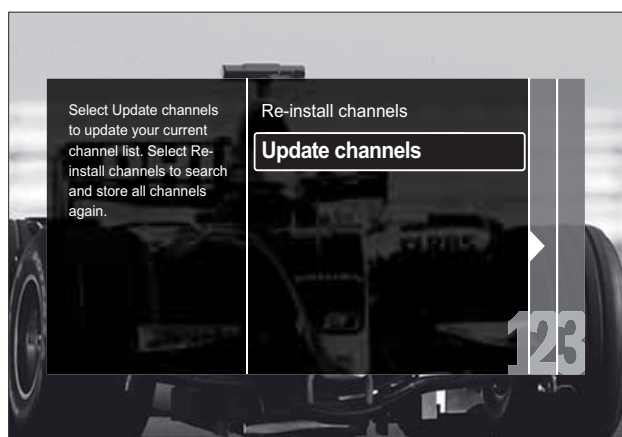 Select Update channels
to update your current
channel list. Select Re-
install channels to search
and store all channels
again.
Re-install channels
Update channels
123